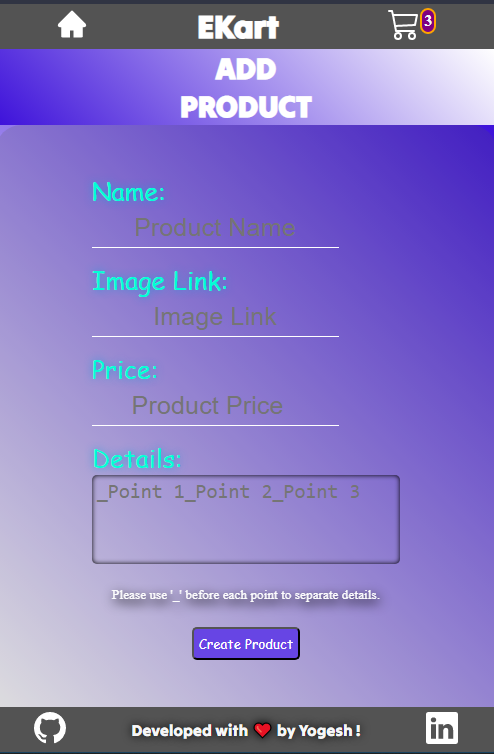 EKart
3
ADD
PRODUCT
Name:
Product Name
Image Link:
Image Link
Price:
Product Price
Details:
_Point 1_Point 2_Point 3
Please use '_' before each point to separate details.
Create Product
Developed with ❤️ by Yogesh !